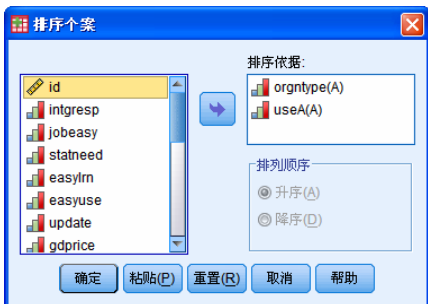 排序个案
id
intgresp
jobeasy
statneed
easylrn
easyuse
update
gdprice
排序依据:
orgntype(A)
useA(A)
排列顺序
升序(A)
降序(D)
确定 粘贴(P) 重置(R) 取消 帮助